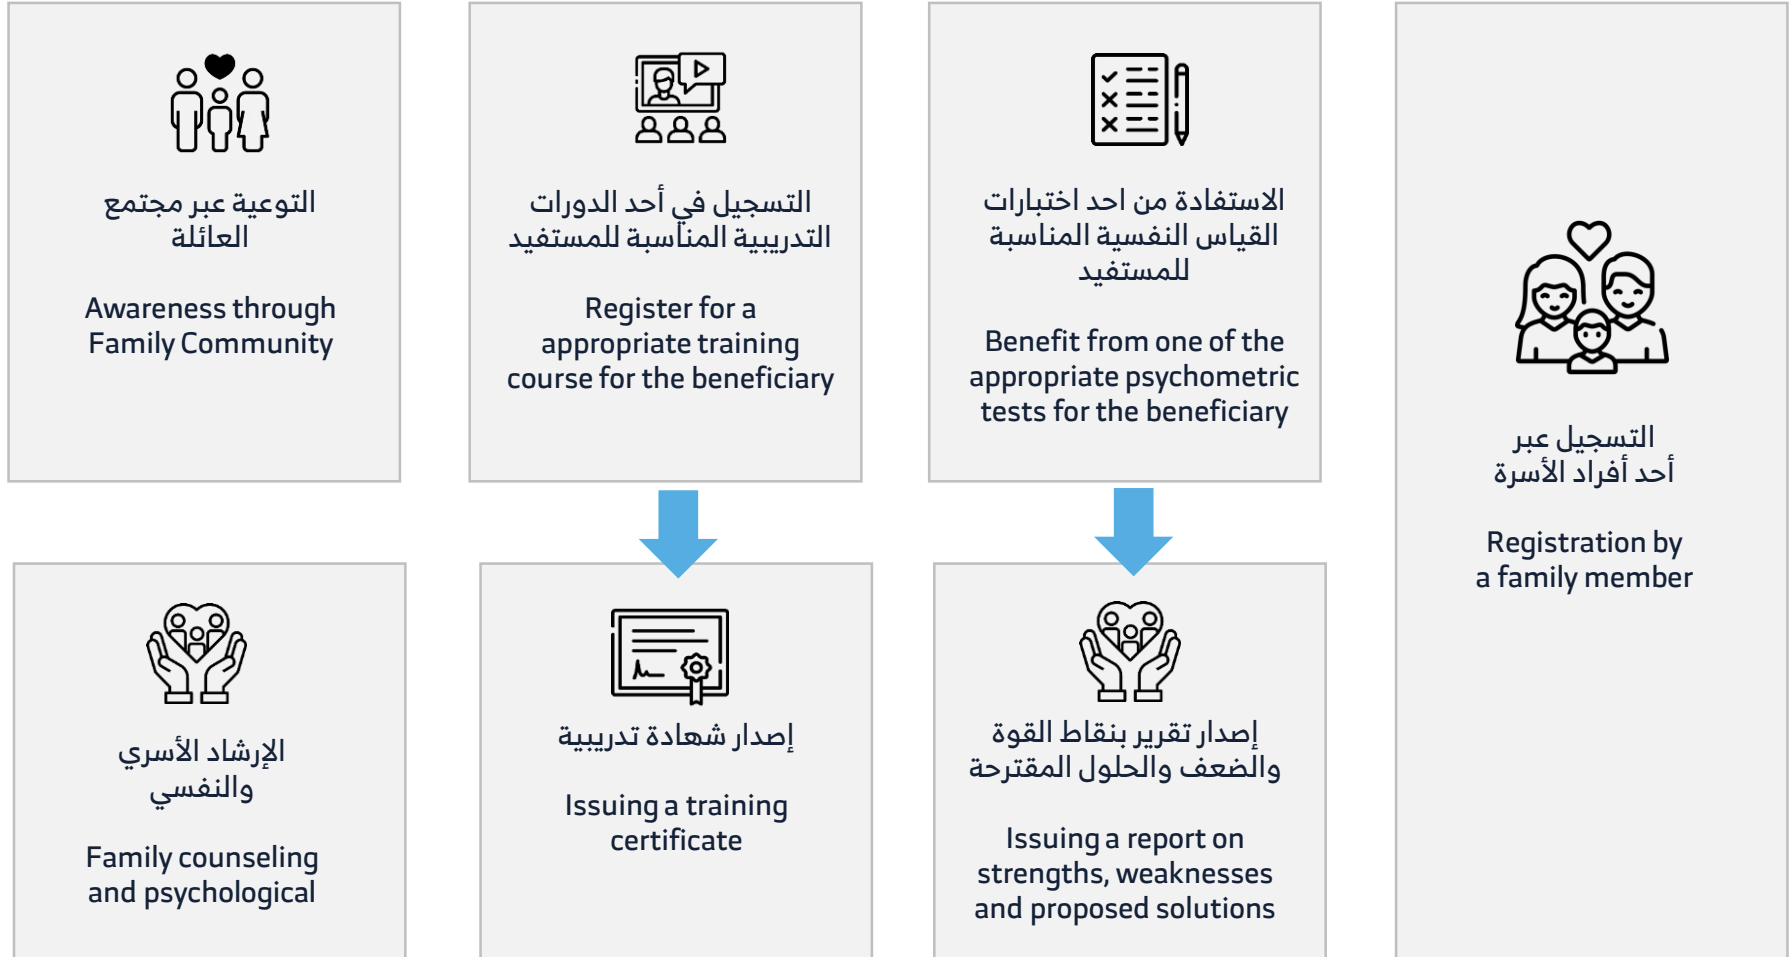 التوعية عبر مجتمع
العائلة
Awareness through
Family Community
التسجيل في أحد الدورات
التدريبية المناسبة للمستفيد
Register for a
appropriate training
course for the beneficiary
الاستفادة من احد اختبارات
القياس النفسية المناسبة
للمستفيد
Benefit from one of the
appropriate psychometric
tests for the beneficiary
التسجيل عبر
أحد أفراد الأسرة
Registration by
a family member
الإرشاد الأسري
والنفسي
Family counseling
and psychological
إصدار شهادة تدريبية
Issuing a training
certificate
إصدار تقرير بنقاط القوة
والضعف والحلول المقترحة
Issuing a report on
strengths, weaknesses
and proposed solutions